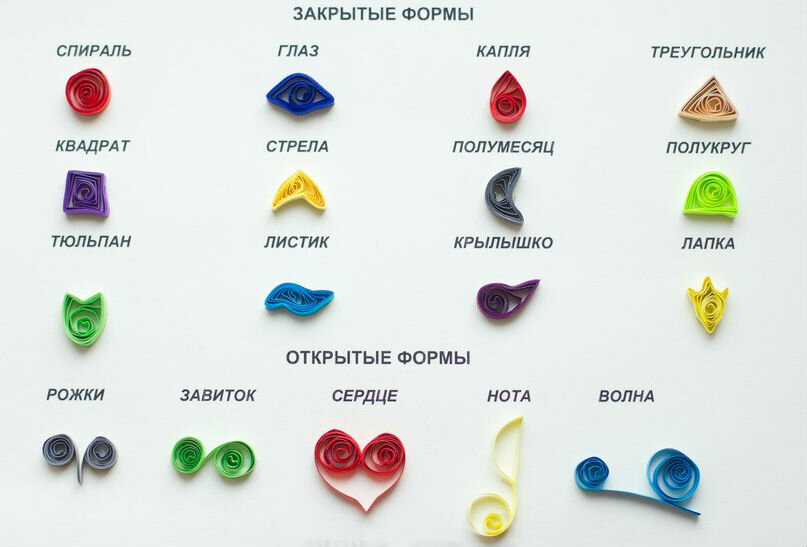 ЗАКРЫТЫЕ ФОРМЫ
СПИРАЛЬ ГЛАЗ КАПЛЯ ТРЕУГОЛЬНИК
КВАДРАТ СТРЕЛА ПОЛУМЕСЯЦ ПОЛУКРУГ
ТЮЛЬПАН ЛИСТИК КРЫЛЫШКО ЛАПКА
ОТКРЫТЫЕ ФОРМЫ
РОЖКИ ЗАВИТОК СЕРДЦЕ НОТА ВОЛНА